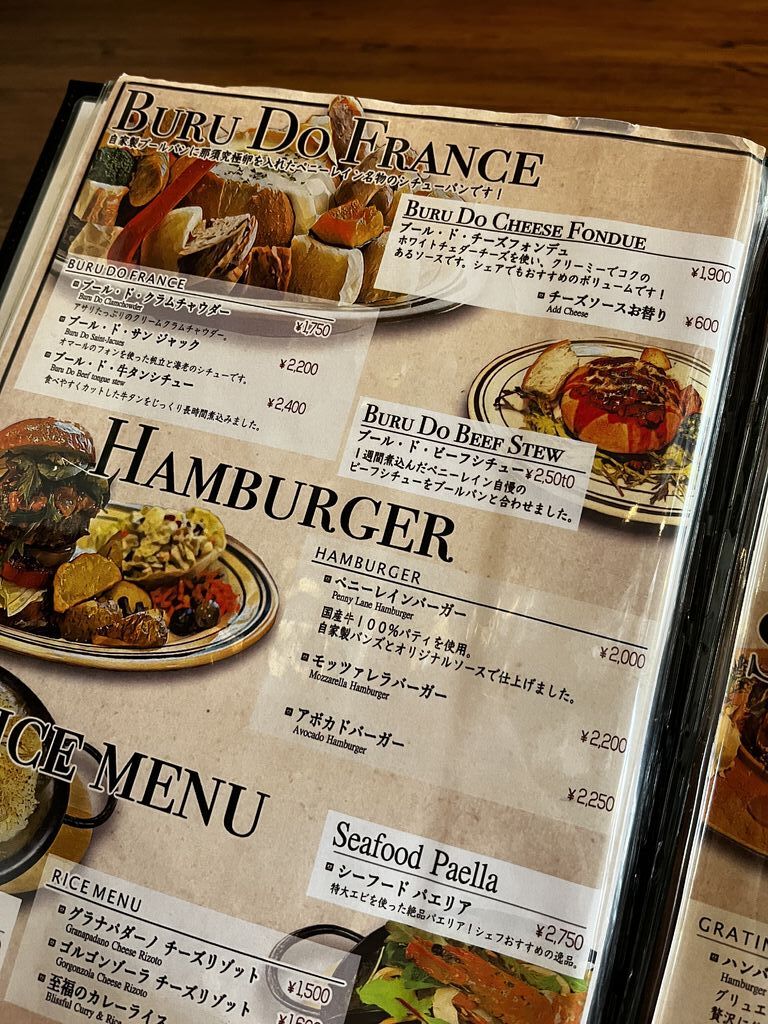 BURU DO FRANCE
自家製ブールパンに那須究極卵を入れたペニーレイン名物のシチューパンです!
BURU DO FRANCE
ブール・ド・クラムチャウダー
Buru Do Clamchowder
アサリたっぷりのクリームクラムチャウダー。
¥1,750
ブール・ド・サン ジャック
Buru Do Saint-Jacues
オマールのフォンを使った帆立と海老のシチューです。
¥2,200
ブール・ド・牛タンシチュー
Buru Do Beef tongue stew
食べやすくカットした牛タンをじっくり長時間煮込みました。
¥2,400
BURU DO CHEESE FONDUE
ブール・ド・チーズフォンデュ
ホワイトチェダーチーズを使い、クリーミーでコクの
あるソースです。シェアでもおすすめのボリュームです!
¥1,900
チーズソースお替り
Add Cheese
¥600
BURU DO BEEF STEW
ブール・ド・ビーフシチュー ¥2,50t0
1週間煮込んだペニーレイン自慢の
ビーフシチューをブールパンと合わせました。
HAMBURGER
HAMBURGER
ペニーレインバーガー
Penny Lane Hamburger
国産牛100%パティを使用。
自家製バンズとオリジナルソースで仕上げました。
¥2,000
モッツァレラバーガー
Mozzarella Hamburger
¥2,200
アボカドバーガー
Avocado Hamburger
¥2,250
ICE MENU
RICE MENU
グラナパダーノ チーズリゾット
Granapadano Cheese Rizoto
¥1,500
ゴルゴンゾーラ チーズリゾット
Gorgonzola Cheese Rizoto
至福のカレーライス
Blissful Curry & Rice
Seafood Paella
シーフード パエリア
¥2,750
特大エビを使った絶品パエリア!シェフおすすめの逸品。
GRATIN
ハンバ
Hamburger
グリュエ
贅沢に